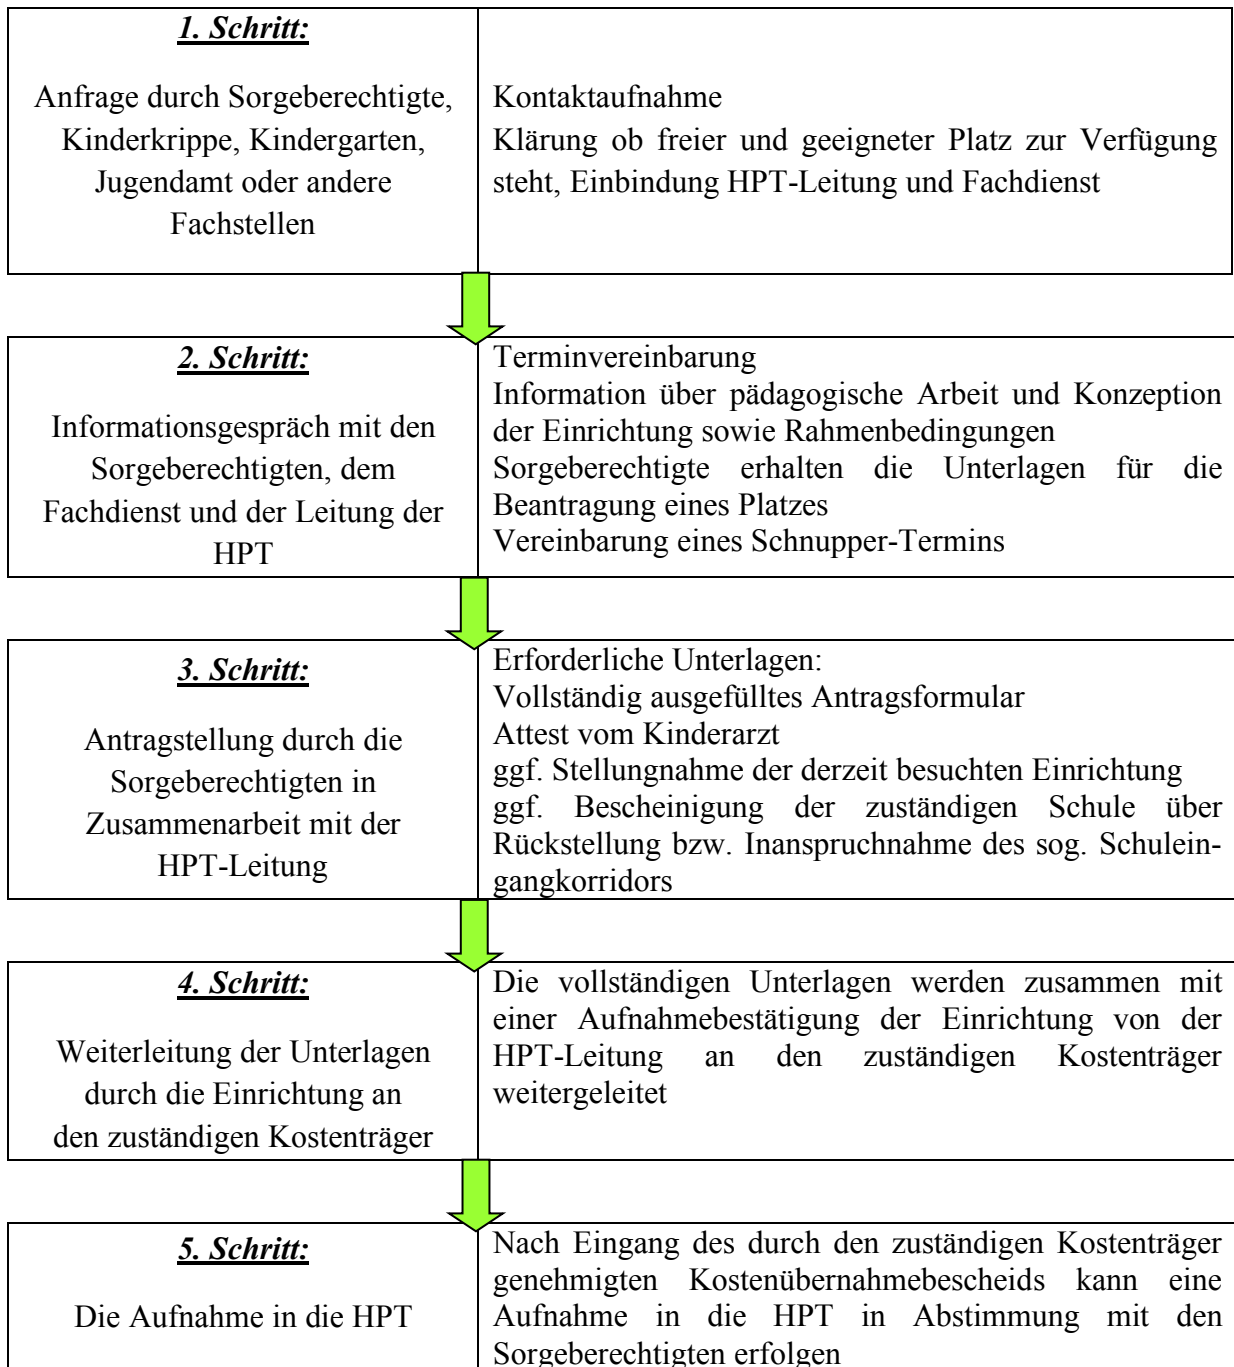 1. Schritt:
Anfrage durch Sorgeberechtigte,
Kinderkrippe, Kindergarten,
Jugendamt oder andere
Fachstellen
Kontaktaufnahme
Klärung ob freier und geeigneter Platz zur Verfügung
steht, Einbindung HPT-Leitung und Fachdienst
2. Schritt:
Informationsgespräch mit den
Sorgeberechtigten, dem
Fachdienst und der Leitung der
HPT
Terminvereinbarung
Information über pädagogische Arbeit und Konzeption
der Einrichtung sowie Rahmenbedingungen
Sorgeberechtigte erhalten die Unterlagen für die
Beantragung eines Platzes
Vereinbarung eines Schnupper-Termins
3. Schritt:
Antragstellung durch die
Sorgeberechtigten in
Zusammenarbeit mit der
HPT-Leitung
Erforderliche Unterlagen:
Vollständig ausgefülltes Antragsformular
Attest vom Kinderarzt
ggf. Stellungnahme der derzeit besuchten Einrichtung
ggf. Bescheinigung der zuständigen Schule über
Rückstellung bzw. Inanspruchnahme des sog. Schulein-
gangkorridors
4. Schritt:
Weiterleitung der Unterlagen
durch die Einrichtung an
den zuständigen Kostenträger
Die vollständigen Unterlagen werden zusammen mit
einer Aufnahmebestätigung der Einrichtung von der
HPT-Leitung an den zuständigen Kostenträger
weitergeleitet
5. Schritt:
Die Aufnahme in die HPT
Nach Eingang des durch den zuständigen Kostenträger
genehmigten Kostenübernahmebescheids kann eine
Aufnahme in die HPT in Abstimmung mit den
Sorgeberechtigten erfolgen